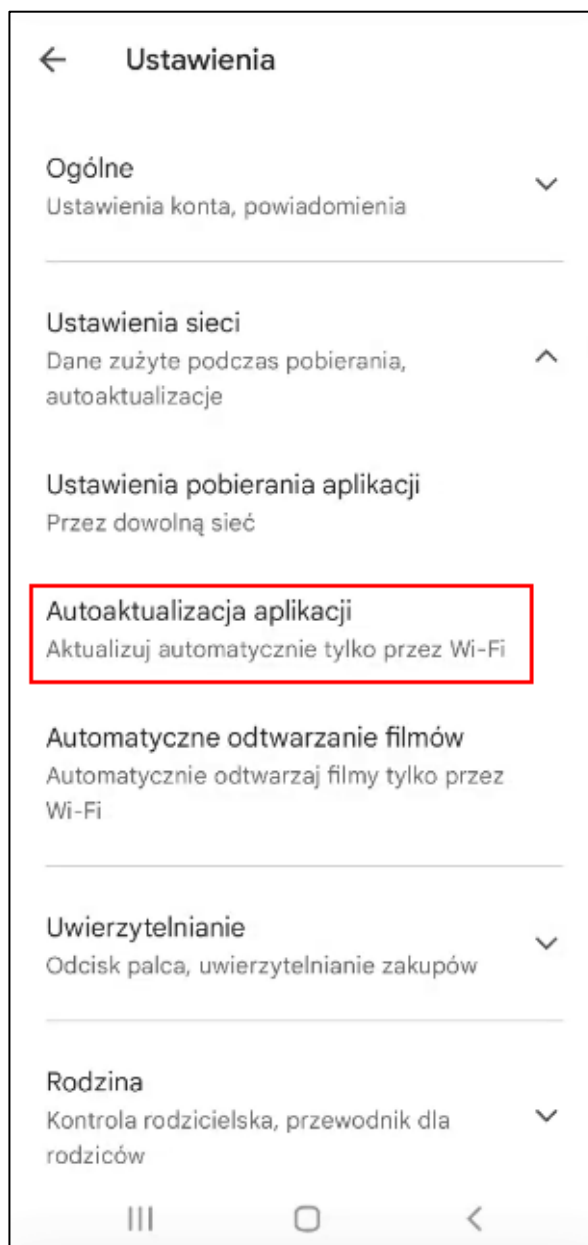 Ustawienia
Ogólne
Ustawienia konta, powiadomienia
Ustawienia sieci
Dane zużyte podczas pobierania,
autoaktualizacje
Ustawienia pobierania aplikacji
Przez dowolną sieć
Autoaktualizacja aplikacji
Aktualizuj automatycznie tylko przez Wi-Fi
Automatyczne odtwarzanie filmów
Automatycznie odtwarzaj filmy tylko przez
Wi-Fi
Uwierzytelnianie
Odcisk palca, uwierzytelnianie zakupów
Rodzina
Kontrola rodzicielska, przewodnik dla
rodziców